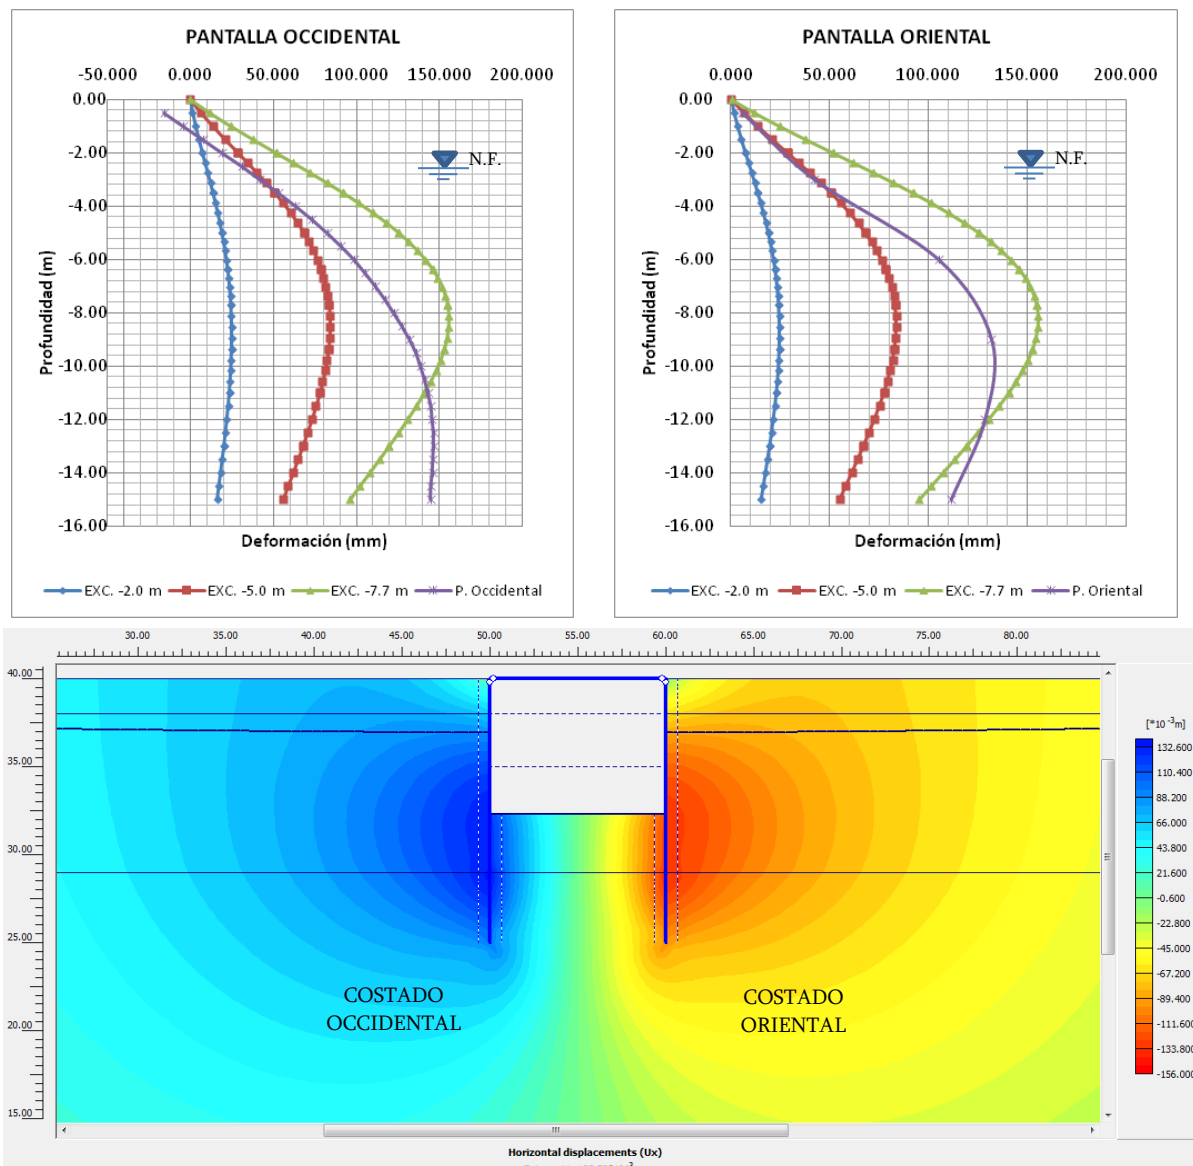 PANTALLA OCCIDENTAL
-50.000 0.000 50.000 100.000 150.000 200.000
0.00
-2.00
-4.00
-6.00
-8.00
-10.00
-12.00
-14.00
-16.00
Profundidad (m)
N.F.
Deformación (mm)
EXC. -2.0 m EXC. -5.0 m EXC. -7.7 m P. Occidental
PANTALLA ORIENTAL
0.000 50.000 100.000 150.000 200.000
0.00
-2.00
-4.00
-6.00
-8.00
-10.00
-12.00
-14.00
-16.00
Profundidad (m)
N.F.
Deformación (mm)
EXC. -2.0 m EXC. -5.0 m EXC. -7.7 m P. Oriental
30.00 35.00 40.00 45.00 50.00 55.00 60.00 65.00 70.00 75.00 80.00
40.00
35.00
30.00
25.00
20.00
15.00
COSTADO
OCCIDENTAL
COSTADO
ORIENTAL
[*10 -3m]
132.600
110.400
88.200
66.000
43.800
21.600
-0.600
-22.800
-45.000
-67.200
-89.400
-111.600
-133.800
-156.000
Horizontal displacements (Ux)